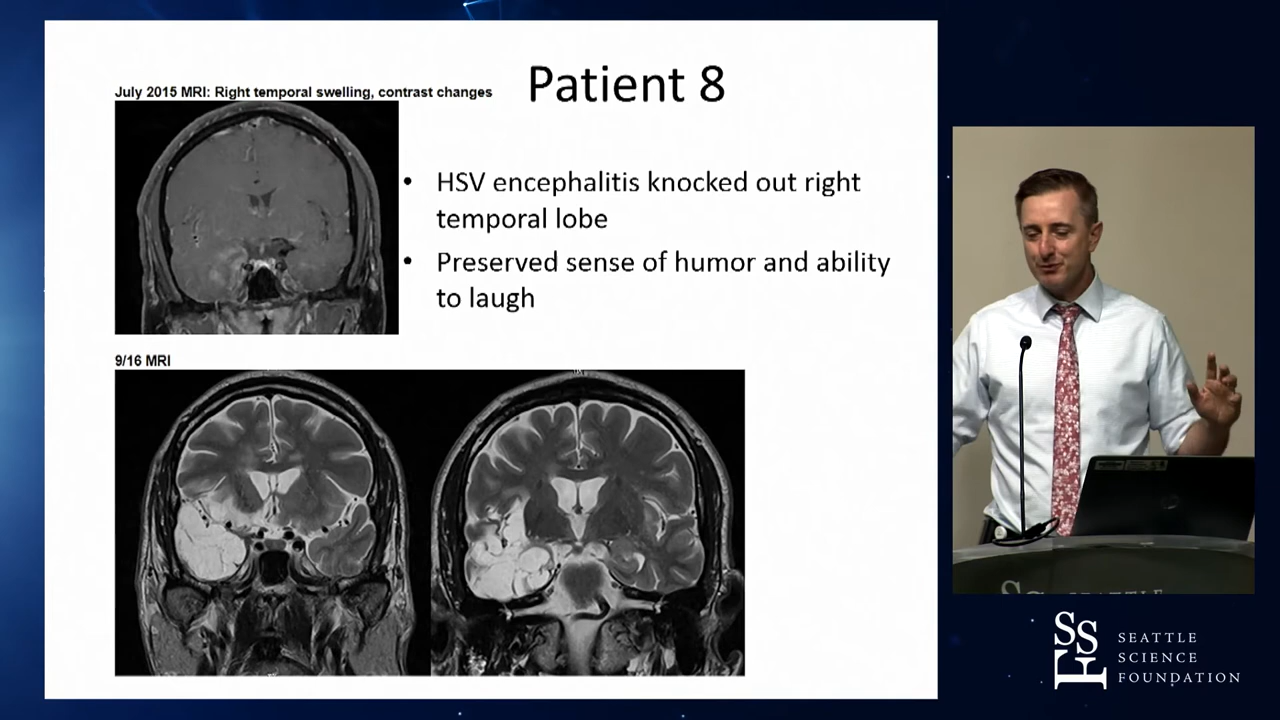 Patient 8
July 2015 MRI: Right temporal swelling, contrast changes
• HSV encephalitis knocked out right
temporal lobe
• Preserved sense of humor and ability
to laugh
9/16 MRI
SSF
SEATTLE
SCIENCE
FOUNDATION